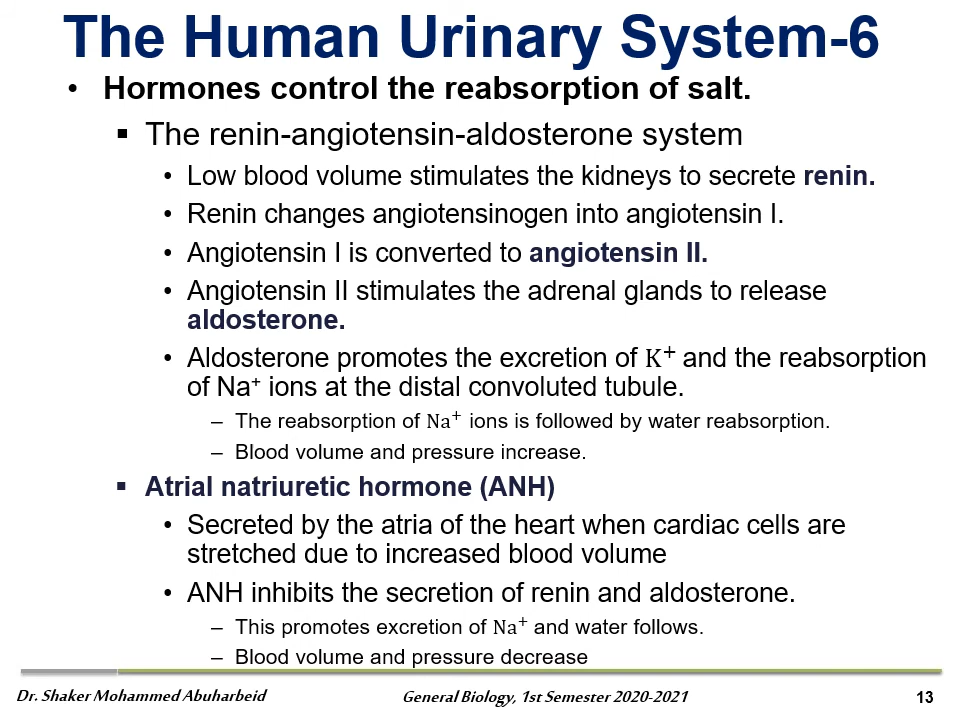 The Human Urinary System-6
• Hormones control the reabsorption of salt.
▪ The renin-angiotensin-aldosterone system
• Low blood volume stimulates the kidneys to secrete renin.
• Renin changes angiotensinogen into angiotensin I.
• Angiotensin I is converted to angiotensin II.
• Angiotensin II stimulates the adrenal glands to release
aldosterone.
• Aldosterone promotes the excretion of K⁺ and the reabsorption
of Na⁺ ions at the distal convoluted tubule.
– The reabsorption of Na⁺ ions is followed by water reabsorption.
– Blood volume and pressure increase.
▪ Atrial natriuretic hormone (ANH)
• Secreted by the atria of the heart when cardiac cells are
stretched due to increased blood volume
• ANH inhibits the secretion of renin and aldosterone.
– This promotes excretion of Na⁺ and water follows.
– Blood volume and pressure decrease
Dr. Shaker Mohammed Abuharbeid General Biology, 1st Semester 2020-2021 13